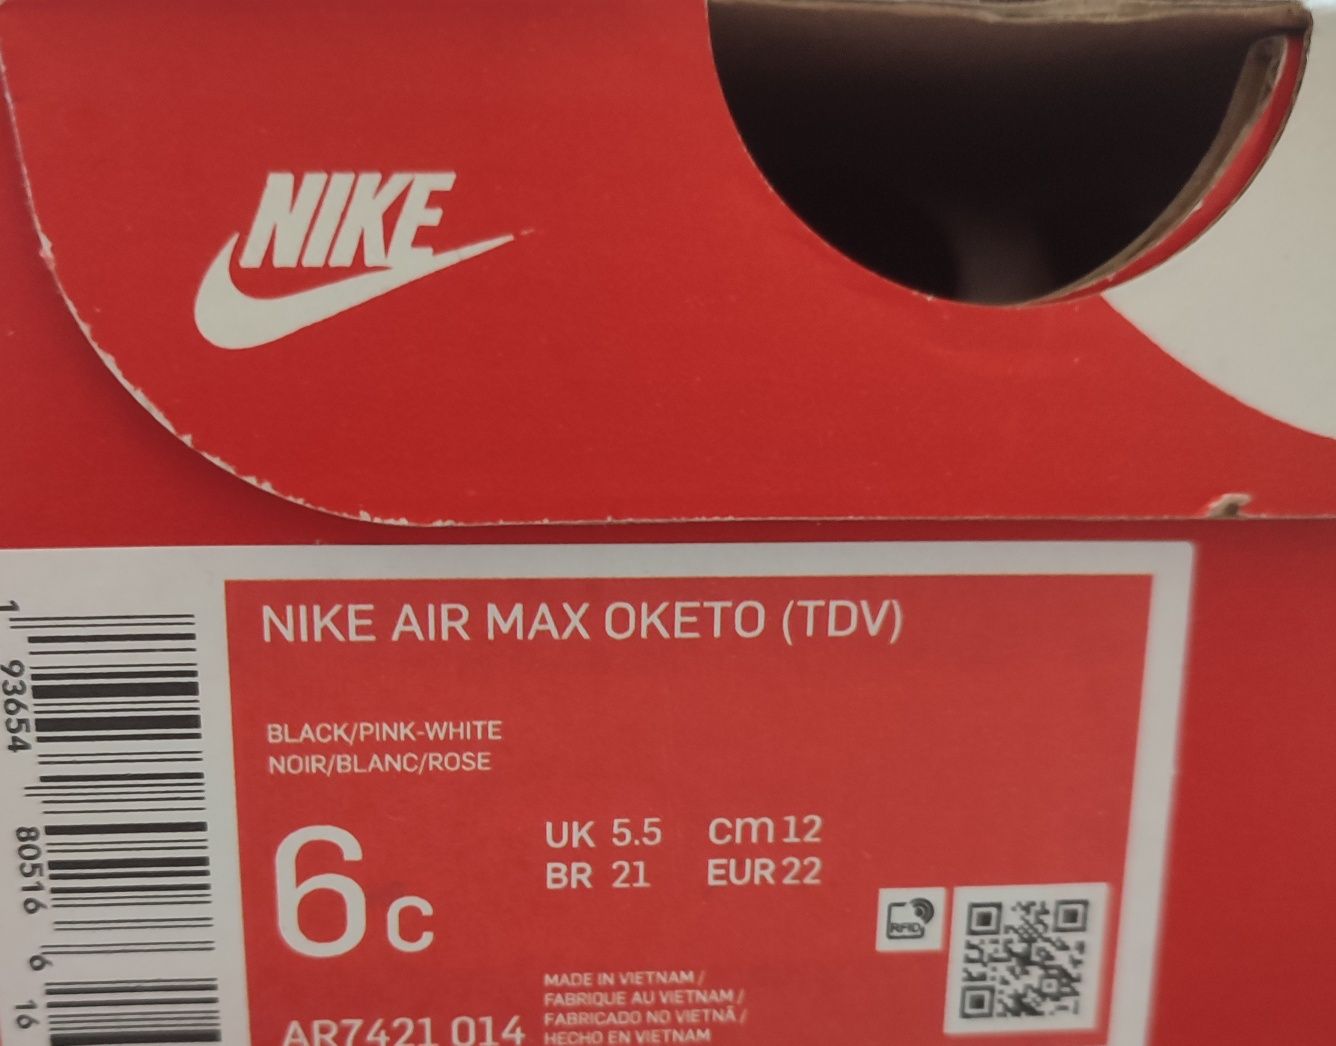 NIKE
NIKE AIR MAX OKETO (TDV)
BLACK/PINK-WHITE
NOIR/BLANC/ROSE
6 C
UK 5.5 cm 12
BR 21 EUR 22
RFID
MADE IN VIETNAM /
FABRIQUE AU VIETNAM /
FABRICADO NO VIETNÃ /
HECHO EN VIETNAM
AR7421 014
1 93654 80516 6 16